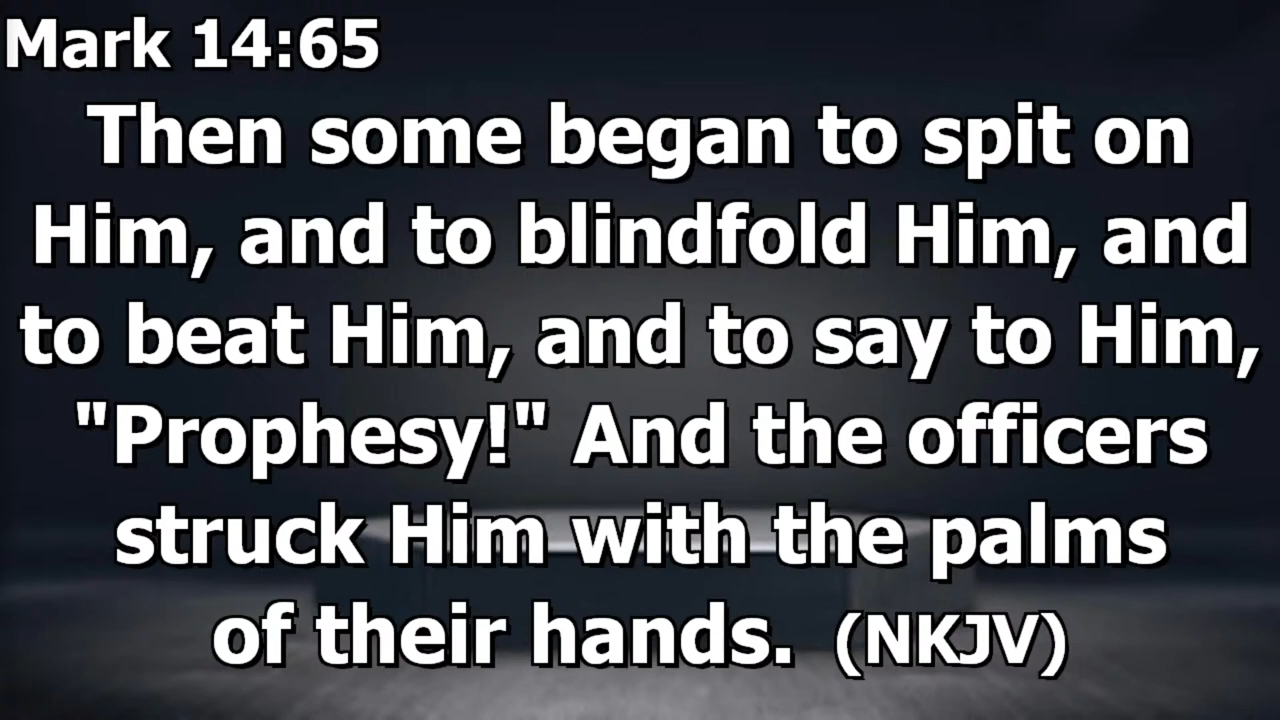 Mark 14:65
Then some began to spit on
Him, and to blindfold Him, and
to beat Him, and to say to Him,
"Prophesy!" And the officers
struck Him with the palms
of their hands. (NKJV)